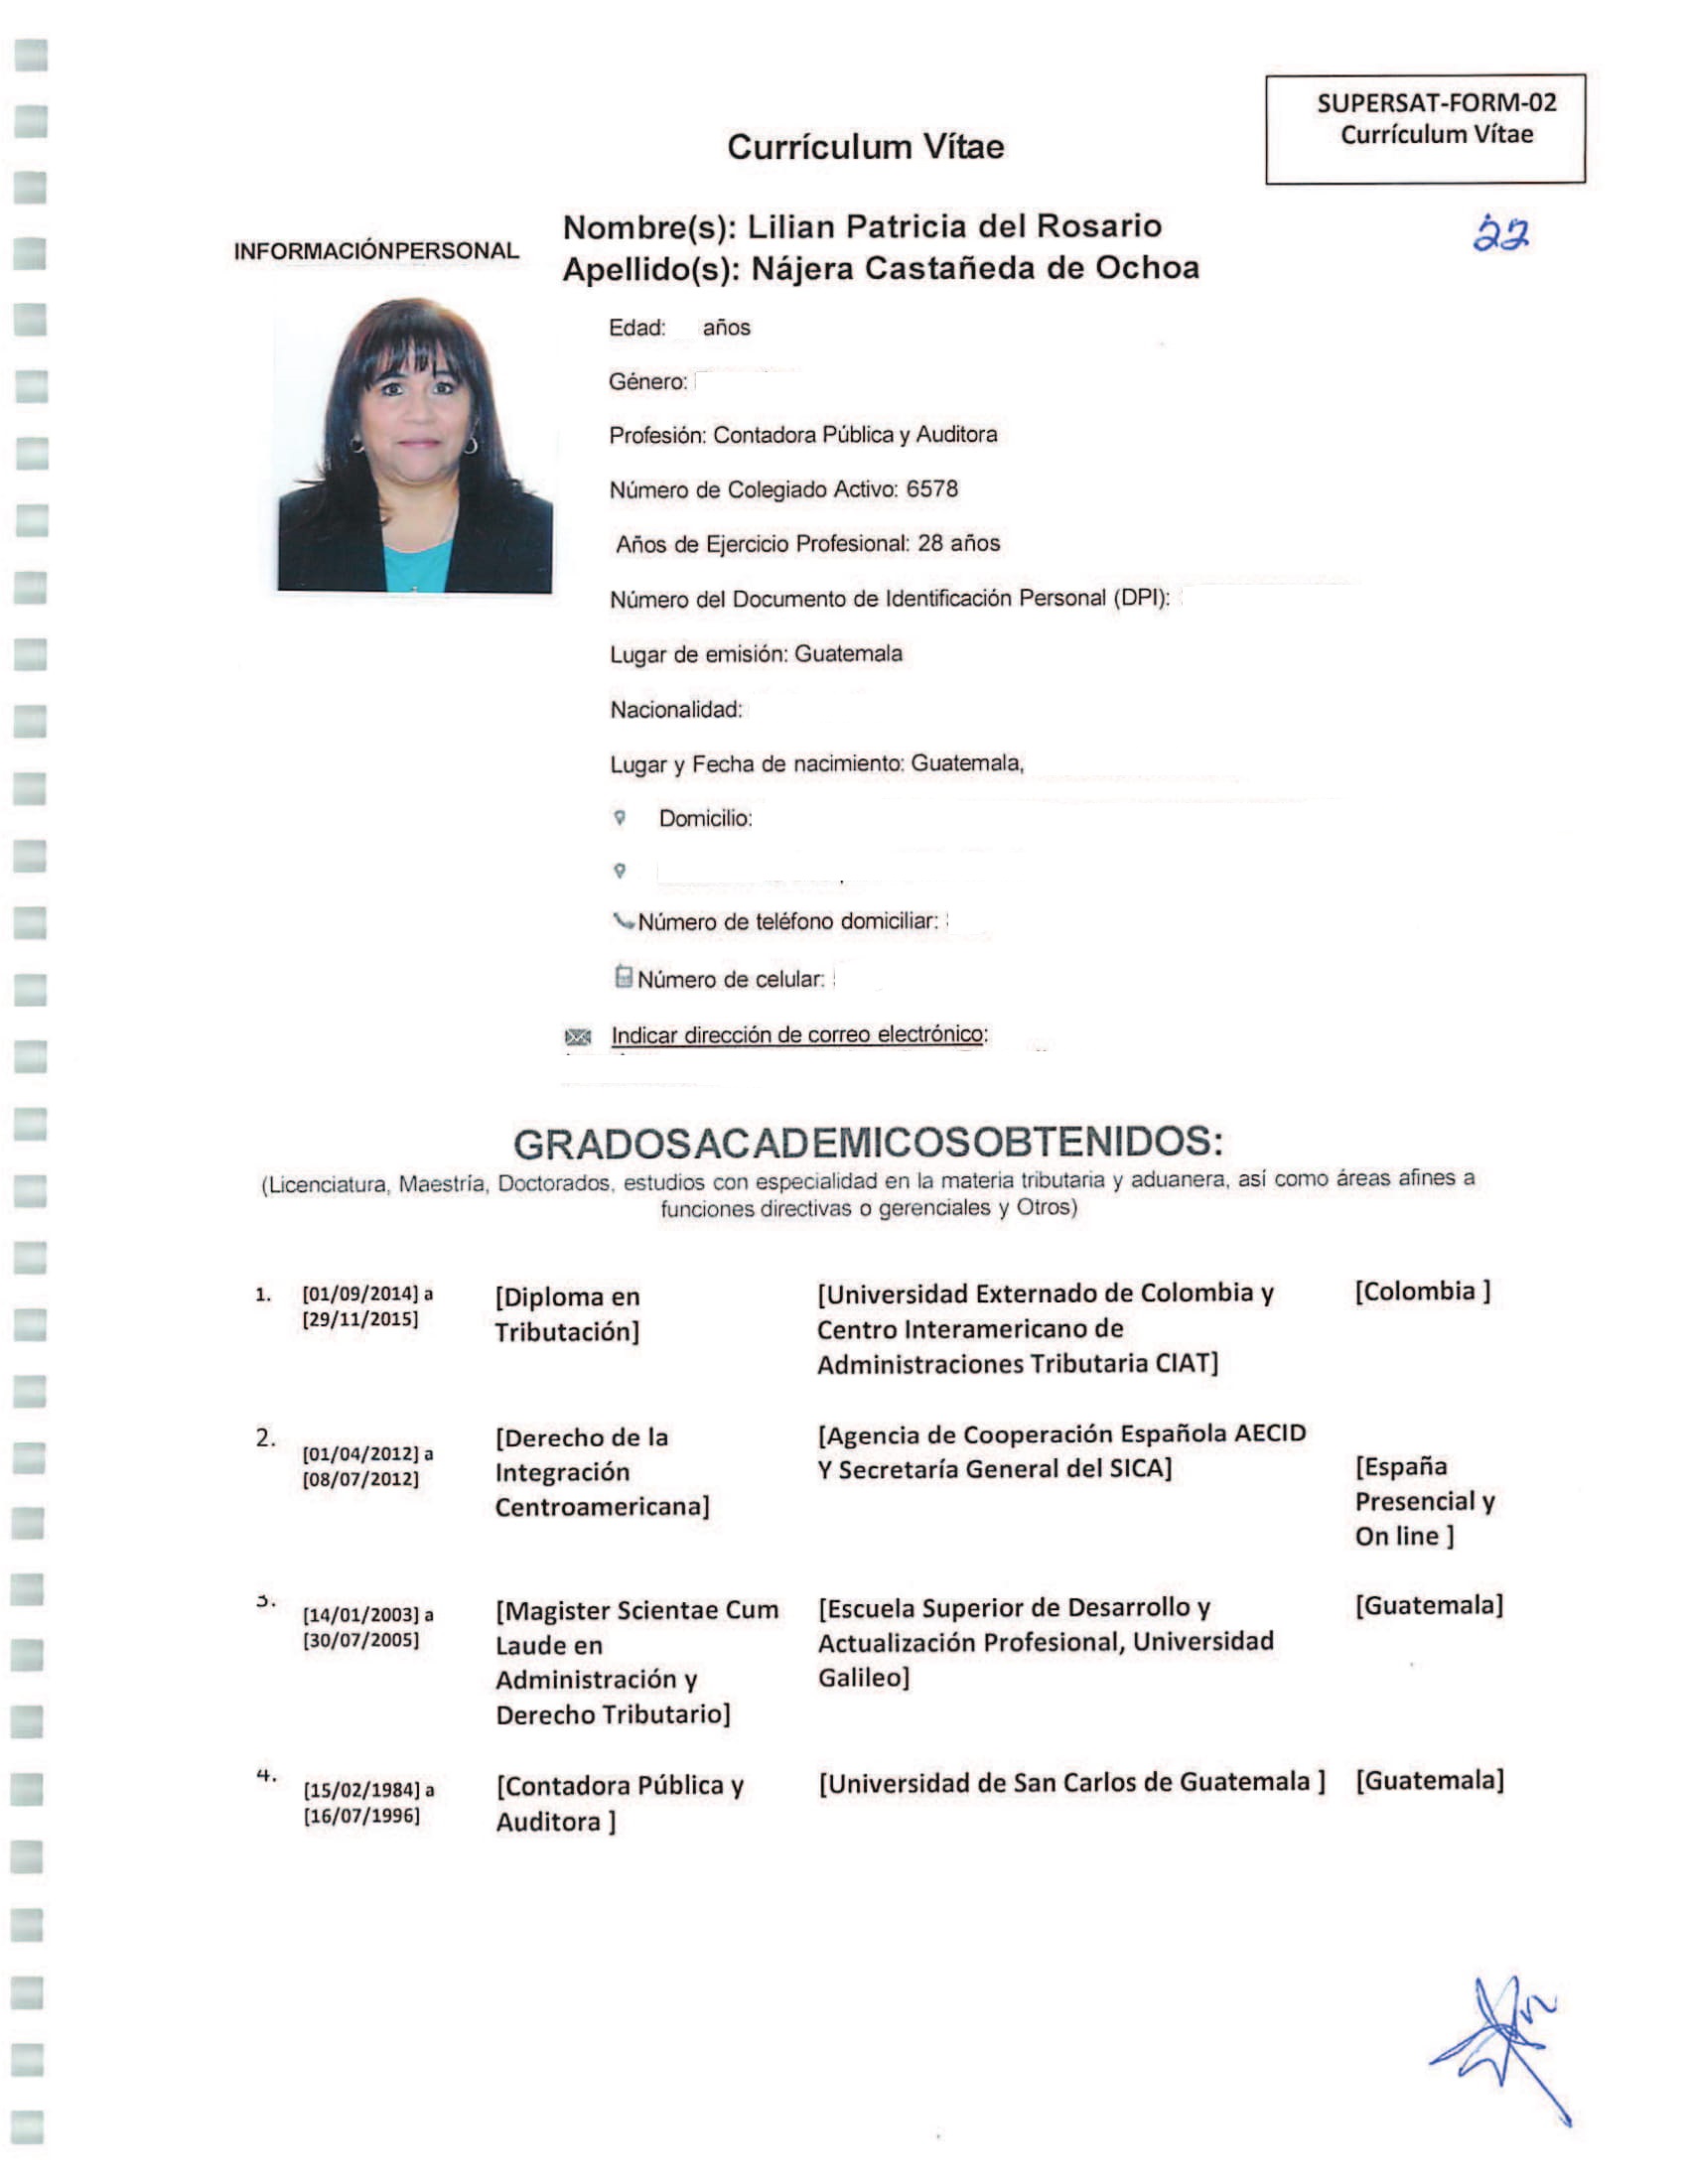 SUPERSAT-FORM-02
Currículum Vítae
Currículum Vítae
22
INFORMACIÓNPERSONAL
Nombre(s): Lilian Patricia del Rosario
Apellido(s): Nájera Castañeda de Ochoa
Edad: años
Género:
Profesión: Contadora Pública y Auditora
Número de Colegiado Activo: 6578
Años de Ejercicio Profesional: 28 años
Número del Documento de Identificación Personal (DPI):
Lugar de emisión: Guatemala
Nacionalidad:
Lugar y Fecha de nacimiento: Guatemala,
Domicilio:
Número de teléfono domiciliar:
Número de celular:
Indicar dirección de correo electrónico:
GRADOSACADEMICOSOBTENIDOS:
(Licenciatura, Maestría, Doctorados, estudios con especialidad en la materia tributaria y aduanera, así como áreas afines a
funciones directivas o gerenciales y Otros)
1. [01/09/2014] a
[29/11/2015]
[Diploma en
Tributación]
[Universidad Externado de Colombia y
Centro Interamericano de
Administraciones Tributaria CIAT]
[Colombia ]
2. [01/04/2012] a
[08/07/2012]
[Derecho de la
Integración
Centroamericana]
[Agencia de Cooperación Española AECID
Y Secretaría General del SICA]
[España
Presencial y
On line ]
3. [14/01/2003] a
[30/07/2005]
[Magister Scientae Cum
Laude en
Administración y
Derecho Tributario]
[Escuela Superior de Desarrollo y
Actualización Profesional, Universidad
Galileo]
[Guatemala]
4. [15/02/1984] a
[16/07/1996]
[Contadora Pública y
Auditora ]
[Universidad de San Carlos de Guatemala ]
[Guatemala]